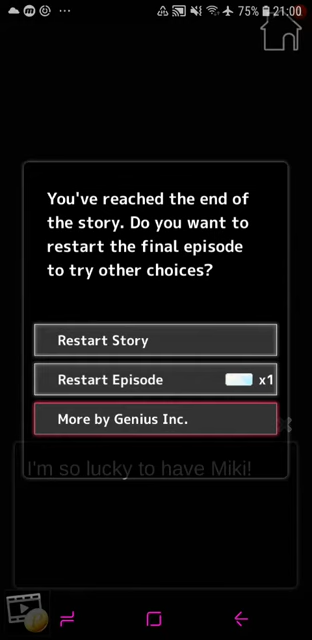 75% 21:00
You've reached the end of
the story. Do you want to
restart the final episode
to try other choices?
Restart Story
Restart Episode x1
More by Genius Inc.
I'm so lucky to have Miki!